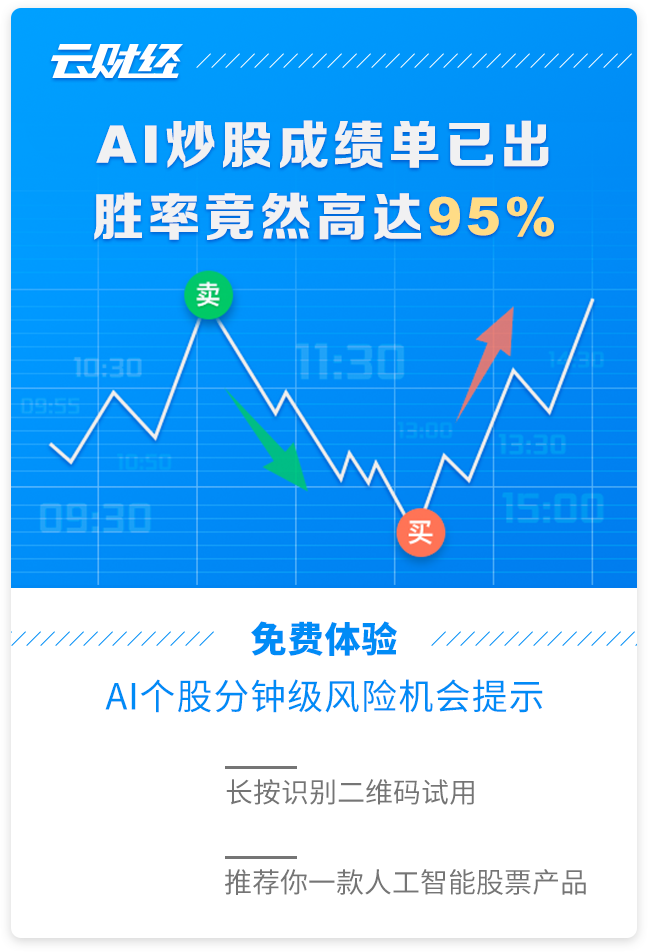 云财经
AI炒股成绩单已出
胜率竟然高达95%
卖
10:30
11:30
14:30
09:55
13:00
10:50
13:30
09:30
15:00
买
免费体验
AI个股分钟级风险机会提示
长按识别二维码试用
推荐你一款人工智能股票产品